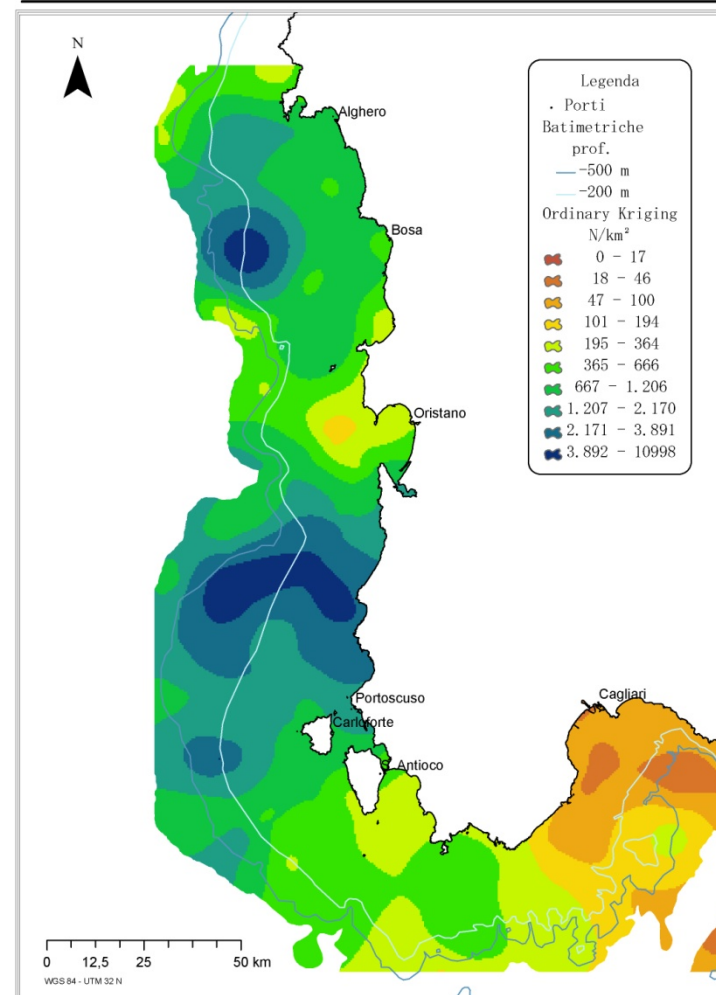 N
Alghero
Bosa
Oristano
Portoscuso
Carloforte
S. Antioco
Cagliari
Legenda
Porti
Batimetriche
prof.
-500 m
-200 m
Ordinary Kriging
N/km²
0 - 17
18 - 46
47 - 100
101 - 194
195 - 364
365 - 666
667 - 1.206
1.207 - 2.170
2.171 - 3.891
3.892 - 10998
0 12,5 25 50 km
WGS 84 - UTM 32 N